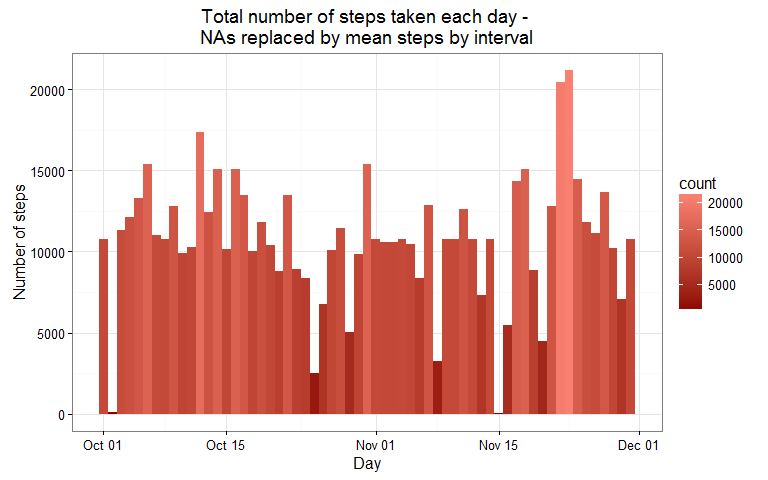 Total number of steps taken each day -
NAs replaced by mean steps by interval
Number of steps
20000
15000
10000
5000
0
Oct 01
Oct 15
Nov 01
Nov 15
Dec 01
Day
count
20000
15000
10000
5000